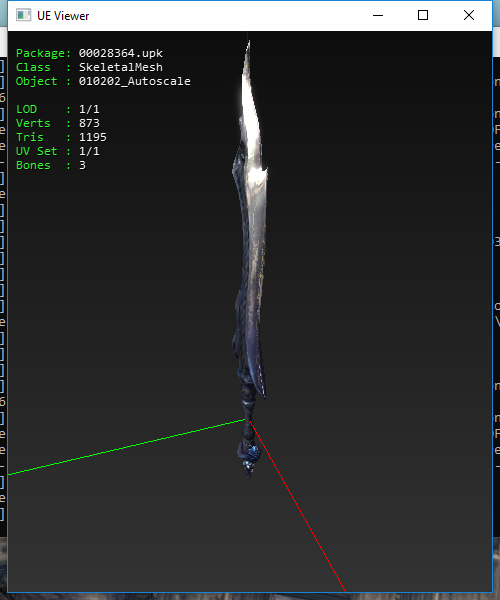 UE Viewer
Package: 00028364.upk
Class : SkeletalMesh
Object : 010202_Autoscale
LOD : 1/1
Verts : 873
Tris : 1195
UV Set : 1/1
Bones : 3